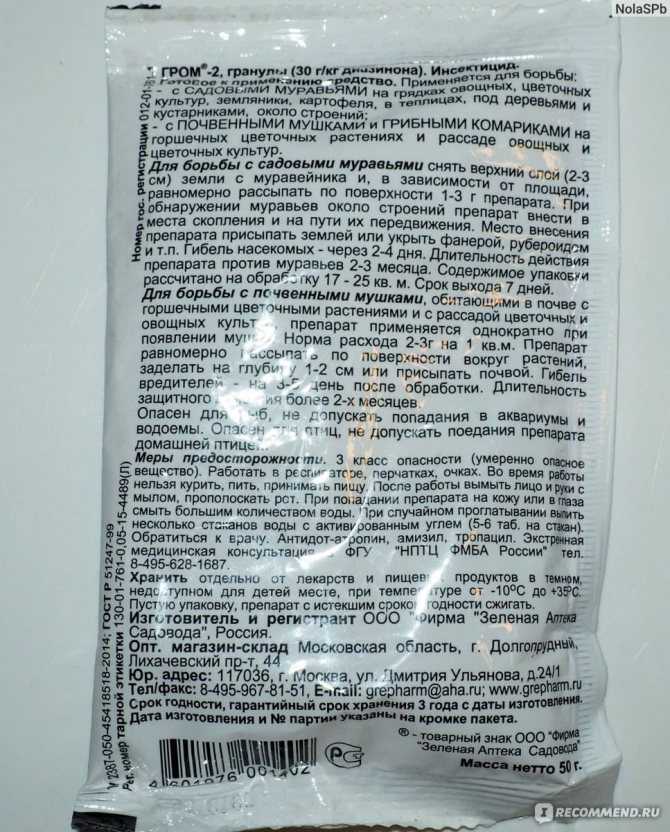 NolaSPb
ГРОМ®-2, гранулы (30 г/кг диазинона). Инсектицид.
Готовое к применению средство. Применяется для борьбы:
- с САДОВЫМИ МУРАВЬЯМИ на грядках овощных, цветочных
культур, земляники, картофеля, в теплицах, под деревьями и
кустарниками, около строений;
- с ПОЧВЕННЫМИ МУШКАМИ и ГРИБНЫМИ КОМАРИКАМИ на
горшечных цветочных растениях и рассаде овощных и
цветочных культур.
Для борьбы с садовыми муравьями снять верхний слой (2-3
см) земли с муравейника и, в зависимости от площади,
равномерно рассыпать по поверхности 1-3 г препарата. При
обнаружении муравьев около строений препарат внести в
места скопления и на пути их передвижения. Место внесения
препарата присыпать землей или укрыть фанерой, рубероидом
и т.п. Гибель насекомых - через 2-4 дня. Длительность действия
препарата против муравьев 2-3 месяца. Содержимое упаковки
рассчитано на обработку 17 - 25 кв. м. Срок выхода 7 дней.
Для борьбы с почвенными мушками, обитающими в почве с
горшечными цветочными растениями и с рассадой цветочных и
овощных культур, препарат применяется однократно при
появлении мушек. Норма расхода 2-3г на 1 кв.м. Препарат
равномерно рассыпать по поверхности вокруг растений,
заделать на глубину 1-2 см или присыпать почвой. Гибель
вредителей - на 3-5 день после обработки. Длительность
защитного действия более 2-х месяцев.
Опасен для рыб, не допускать попадания в аквариумы и
водоемы. Опасен для птиц, не допускать поедания препарата
домашней птицей.
Меры предосторожности. 3 класс опасности (умеренно опасное
вещество). Работать в респираторе, перчатках, очках. Во время работы
нельзя курить, пить, принимать пищу. После работы вымыть лицо и руки с
мылом, прополоскать рот. При попадании препарата на кожу или в глаза
смыть большим количеством воды. При случайном проглатывании выпить
несколько стаканов воды с активированным углем (5-6 таб. на стакан).
Обратиться к врачу. Антидот-атропин, амизил, тропацил. Экстренная
медицинская консультация - ФГУ "НПТЦ ФМБА России" тел.
8-495-628-1687.
Хранить отдельно от лекарств и пищевых продуктов в темном,
недоступном для детей месте, при температуре от -10ºС до +35ºС.
Пустую упаковку, препарат с истекшим сроком годности сжигать.
Изготовитель и регистрант ООО "Фирма "Зеленая Аптека
Садовода", Россия.
Опт. магазин-склад Московская область, г. Долгопрудный,
Лихачевский пр-т, 44
Юр. адрес: 117036, г. Москва, ул. Дмитрия Ульянова, д.24/1
Тел/факс: 8-495-967-81-51, E-mail: grepharm@aha.ru, www.grepharm.ru
Срок годности, гарантийный срок хранения 3 года с даты изготовления.
Дата изготовления и № партии указаны на кромке пакета.
® - товарный знак ООО "Фирма
"Зеленая Аптека Садовода"
Масса нетто 50 г.
Номер гос. регистрации
2387-050-45418518-2014; ГОСТ Р 51247-99
Рег. номер тарной этикетки 130-01-761-0,05-15-4489(Л)
IRECOMMEND.RU